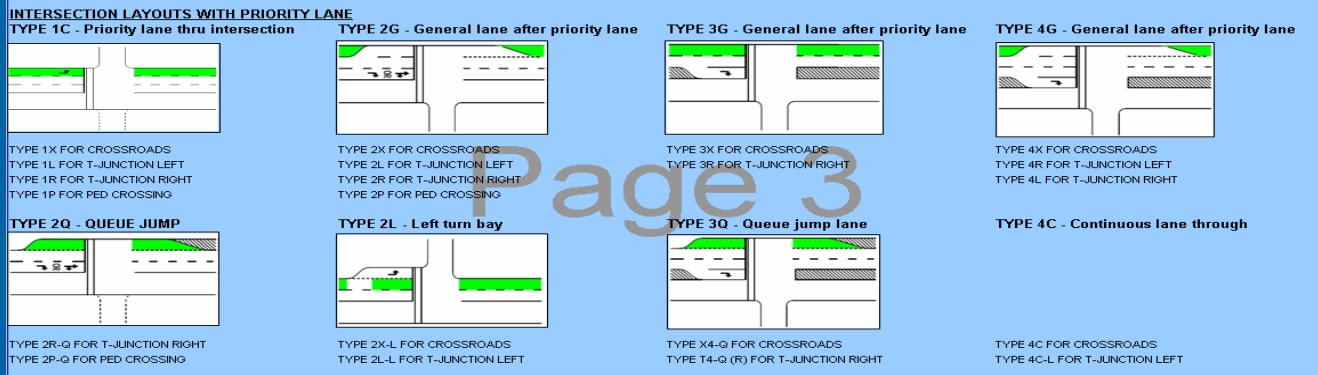 INTERSECTION LAYOUTS WITH PRIORITY LANE
TYPE 1C - Priority lane thru intersection
TYPE 2G - General lane after priority lane
TYPE 3G - General lane after priority lane
TYPE 4G - General lane after priority lane
TYPE 1X FOR CROSSROADS
TYPE 1L FOR T-JUNCTION LEFT
TYPE 1R FOR T-JUNCTION RIGHT
TYPE 1P FOR PED CROSSING
TYPE 2X FOR CROSSROADS
TYPE 2L FOR T-JUNCTION LEFT
TYPE 2R FOR T-JUNCTION RIGHT
TYPE 2P FOR PED CROSSING
TYPE 3X FOR CROSSROADS
TYPE 3R FOR T-JUNCTION RIGHT
TYPE 4X FOR CROSSROADS
TYPE 4R FOR T-JUNCTION LEFT
TYPE 4L FOR T-JUNCTION RIGHT
Page 3
TYPE 2Q - QUEUE JUMP
TYPE 2L - Left turn bay
TYPE 3Q - Queue jump lane
TYPE 4C - Continuous lane through
TYPE 2R-Q FOR T-JUNCTION RIGHT
TYPE 2P-Q FOR PED CROSSING
TYPE 2X-L FOR CROSSROADS
TYPE 2L-L FOR T-JUNCTION LEFT
TYPE X4-Q FOR CROSSROADS
TYPE T4-Q (R) FOR T-JUNCTION RIGHT
TYPE 4C FOR CROSSROADS
TYPE 4C-L FOR T-JUNCTION LEFT